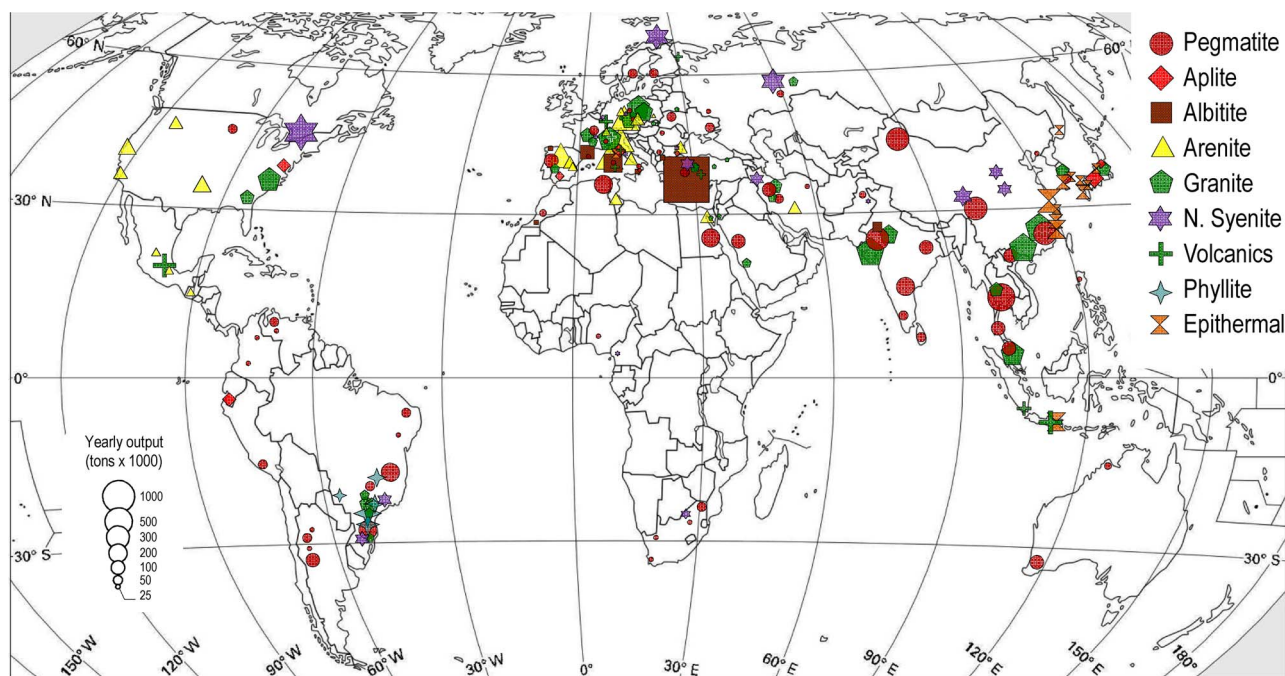 60° N
60°
30° N
0°
0°
30° S
30° S
150° W
120° W
90° W
60° W
30° W
0°
30° E
60° E
90° E
120° E
150° E
180°
Pegmatite
Aplite
Albitite
Arenite
Granite
N. Syenite
Volcanics
Phyllite
Epithermal
Yearly output
(tons x 1000)
1000
500
300
200
100
50
25